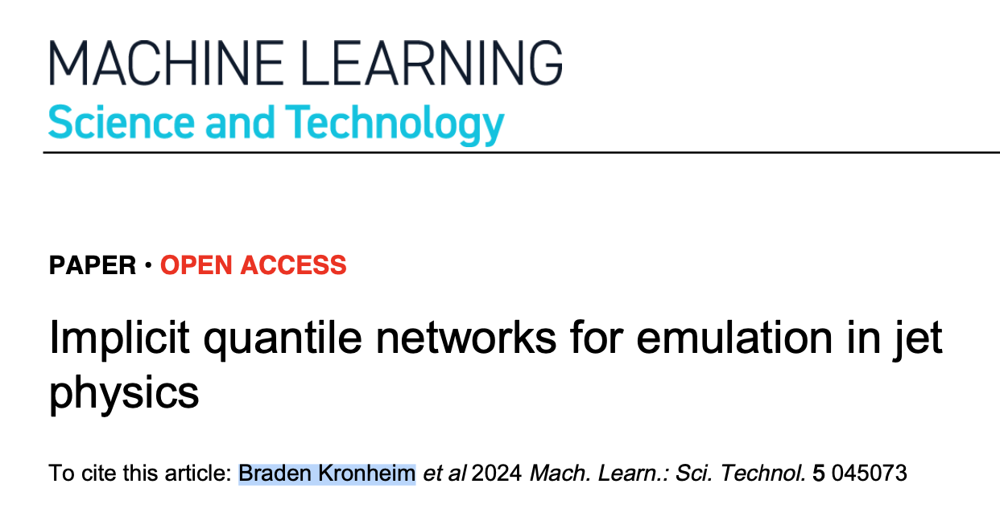 MACHINE LEARNING
Science and Technology
PAPER • OPEN ACCESS
Implicit quantile networks for emulation in jet
physics
To cite this article: Braden Kronheim et al 2024 Mach. Learn.: Sci. Technol. 5 045073